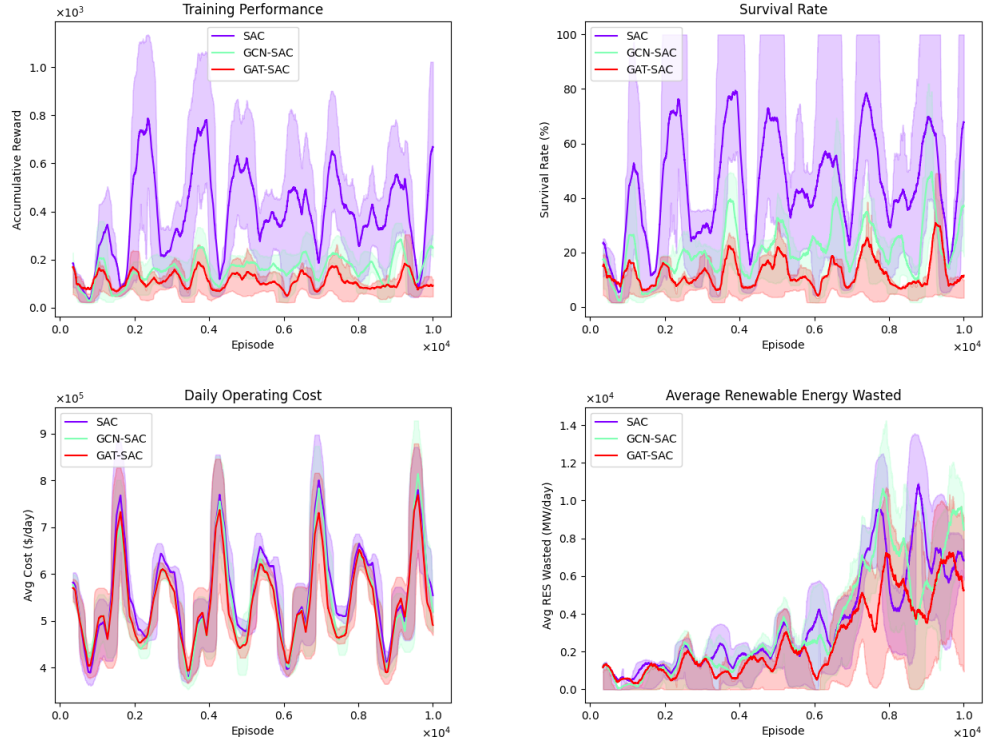 Training Performance
×10³
Accumulative Reward
1.0
0.8
0.6
0.4
0.2
0.0
SAC
GCN-SAC
GAT-SAC
0.0 0.2 0.4 0.6 0.8 1.0
Episode
×10⁴
Survival Rate
Survival Rate (%)
100
80
60
40
20
0
SAC
GCN-SAC
GAT-SAC
0.0 0.2 0.4 0.6 0.8 1.0
Episode
×10⁴
Daily Operating Cost
×10⁵
Avg Cost ($/day)
9
8
7
6
5
4
SAC
GCN-SAC
GAT-SAC
0.0 0.2 0.4 0.6 0.8 1.0
Episode
×10⁴
Average Renewable Energy Wasted
×10⁴
Avg RES Wasted (MW/day)
1.4
1.2
1.0
0.8
0.6
0.4
0.2
0.0
SAC
GCN-SAC
GAT-SAC
0.0 0.2 0.4 0.6 0.8 1.0
Episode
×10⁴